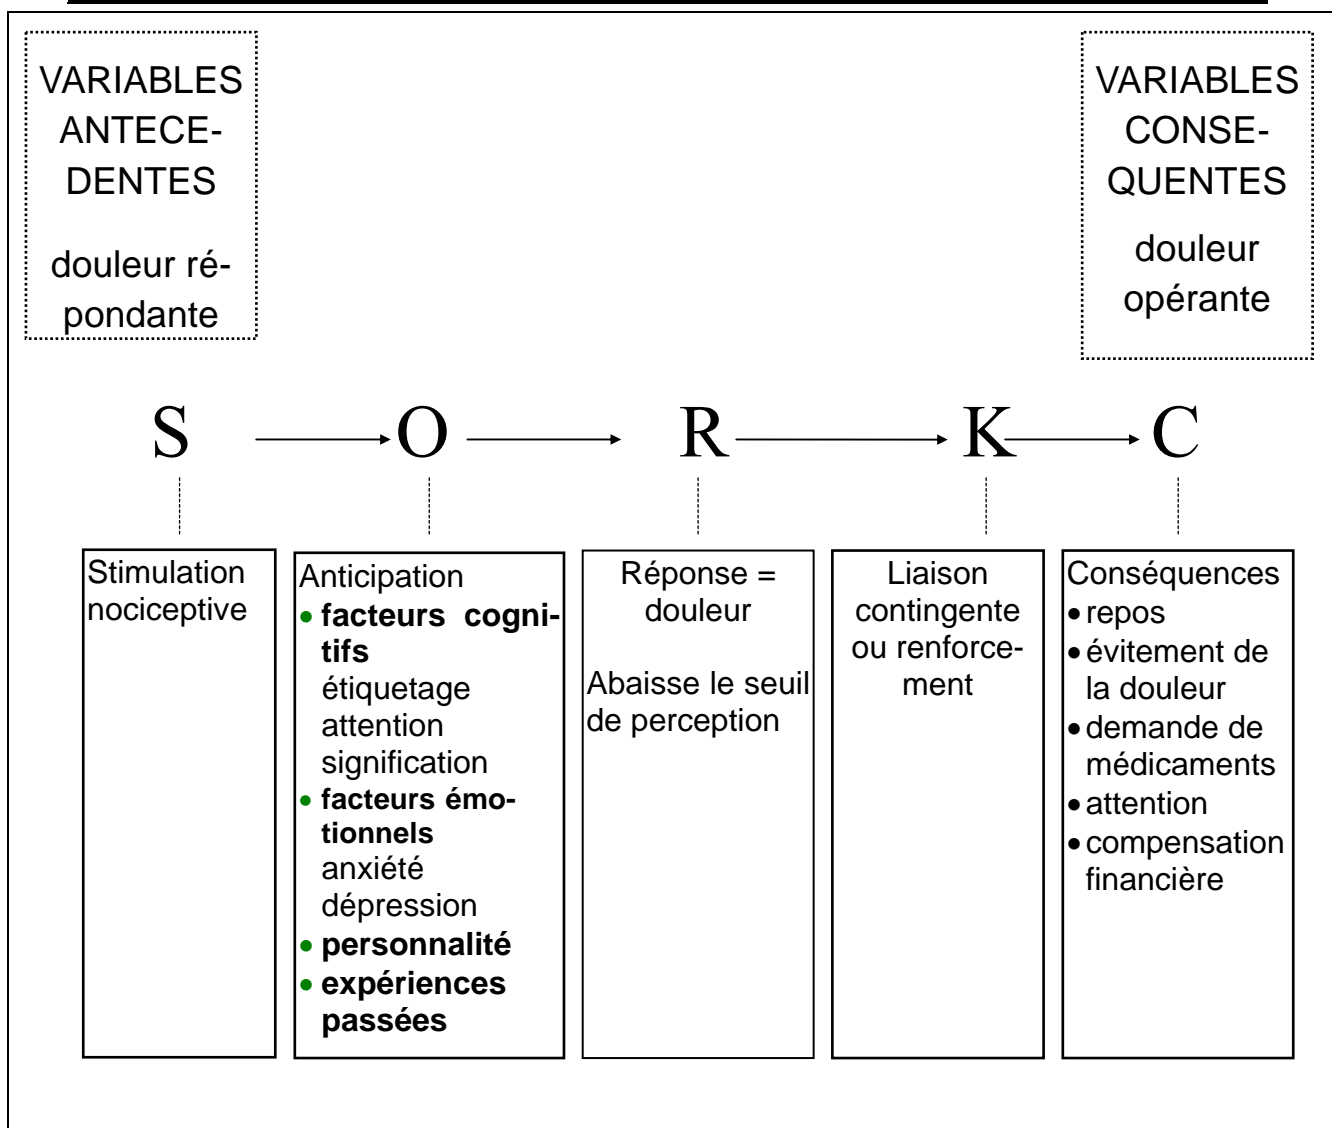 VARIABLES
ANTECE-
DENTES
douleur ré-
pondante
VARIABLES
CONSE-
QUENTES
douleur
opérante
S O R K C
Stimulation
nociceptive
Anticipation
• facteurs cogni-
tifs
étiquetage
attention
signification
• facteurs émo-
tionnels
anxiété
dépression
• personnalité
• expériences
passées
Réponse =
douleur
Abaisse le seuil
de perception
Liaison
contingente
ou renforce-
ment
Conséquences
• repos
• évitement de
la douleur
• demande de
médicaments
• attention
• compensation
financière